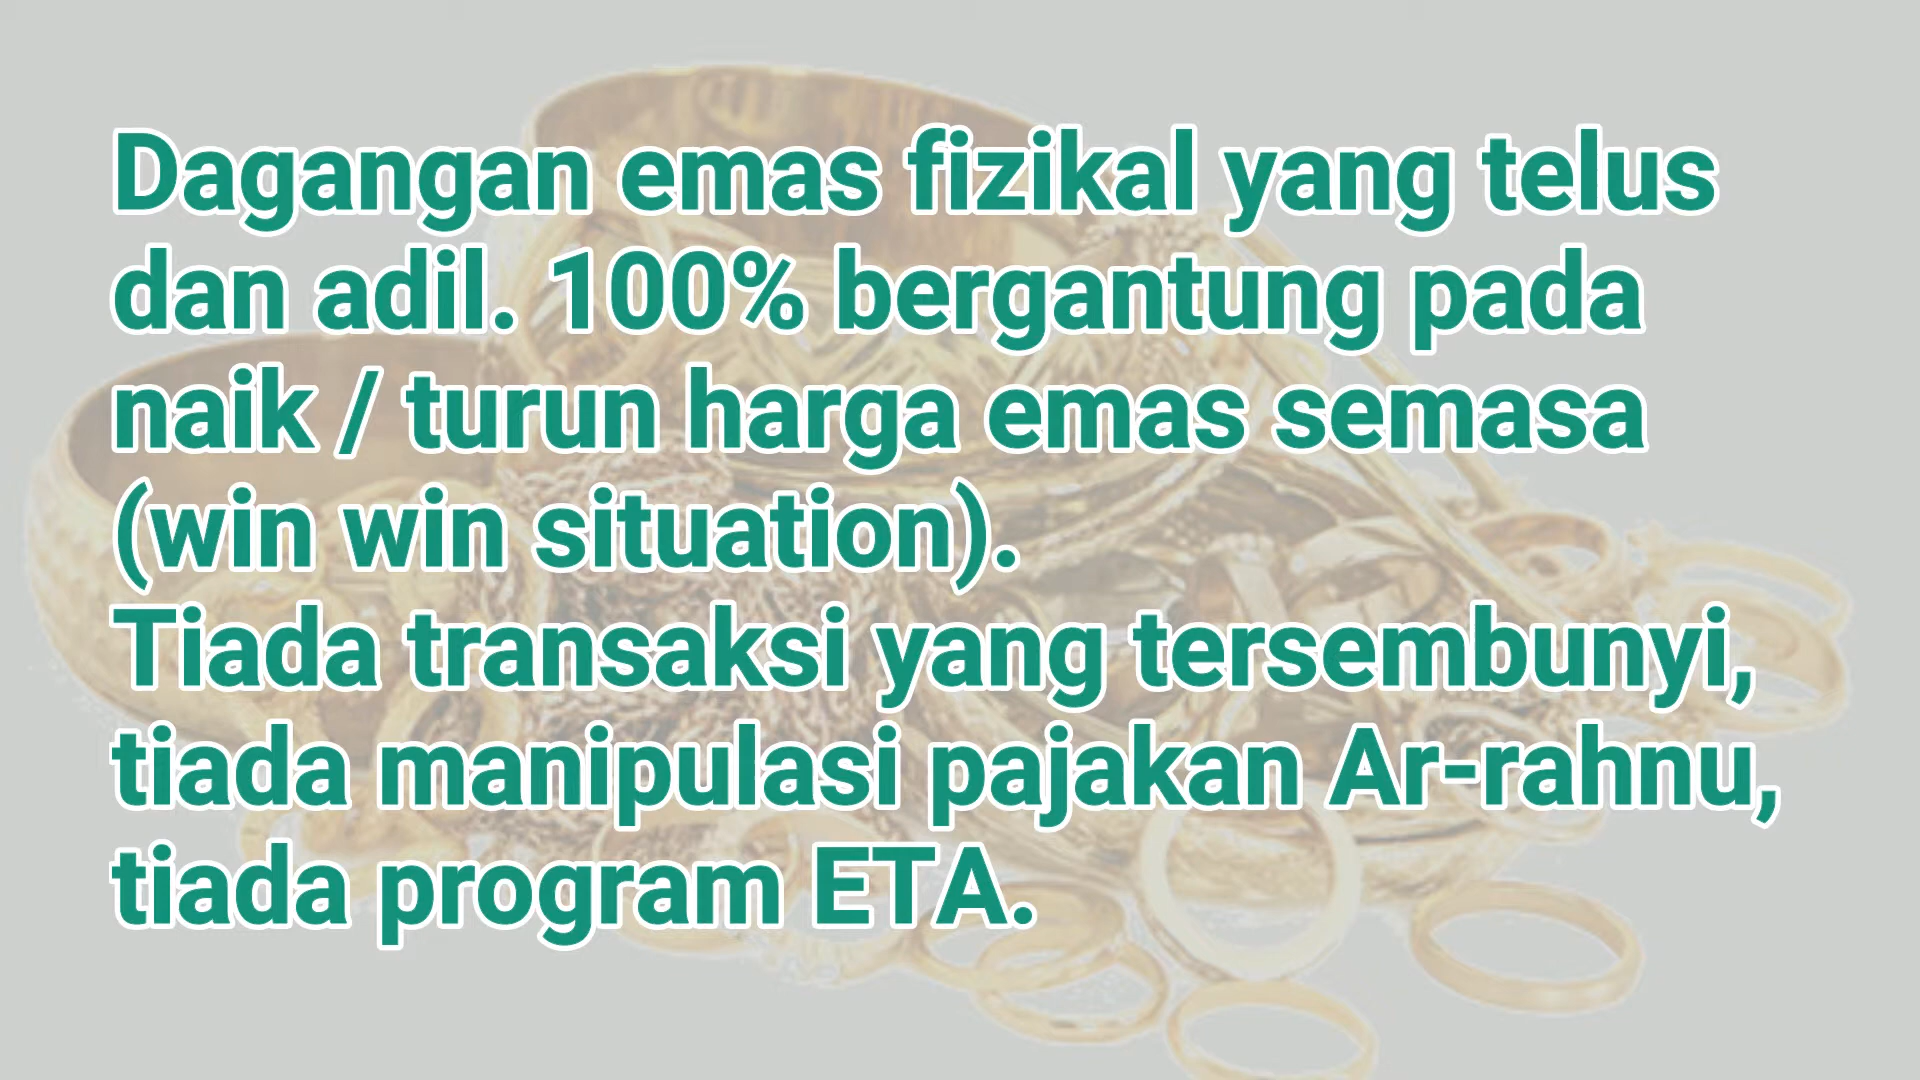 Dagangan emas fizikal yang telus
dan adil. 100% bergantung pada
naik / turun harga emas semasa
(win win situation).
Tiada transaksi yang tersembunyi,
tiada manipulasi pajakan Ar-rahnu,
tiada program ETA.